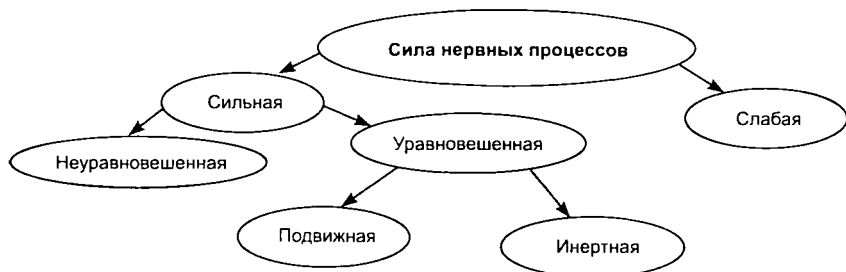 Сила нервных процессов
Сильная
Слабая
Уравновешенная
Неуравновешенная
Подвижная
Инертная